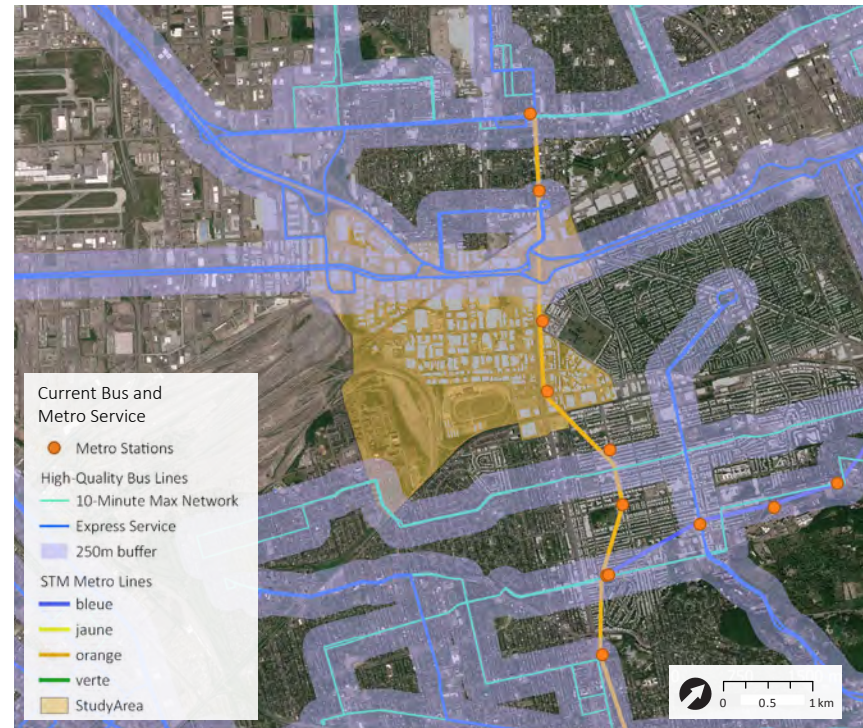 Current Bus and
Metro Service
Metro Stations
High-Quality Bus Lines
10-Minute Max Network
Express Service
250m buffer
STM Metro Lines
bleue
jaune
orange
verte
StudyArea
0 0.5 1 km